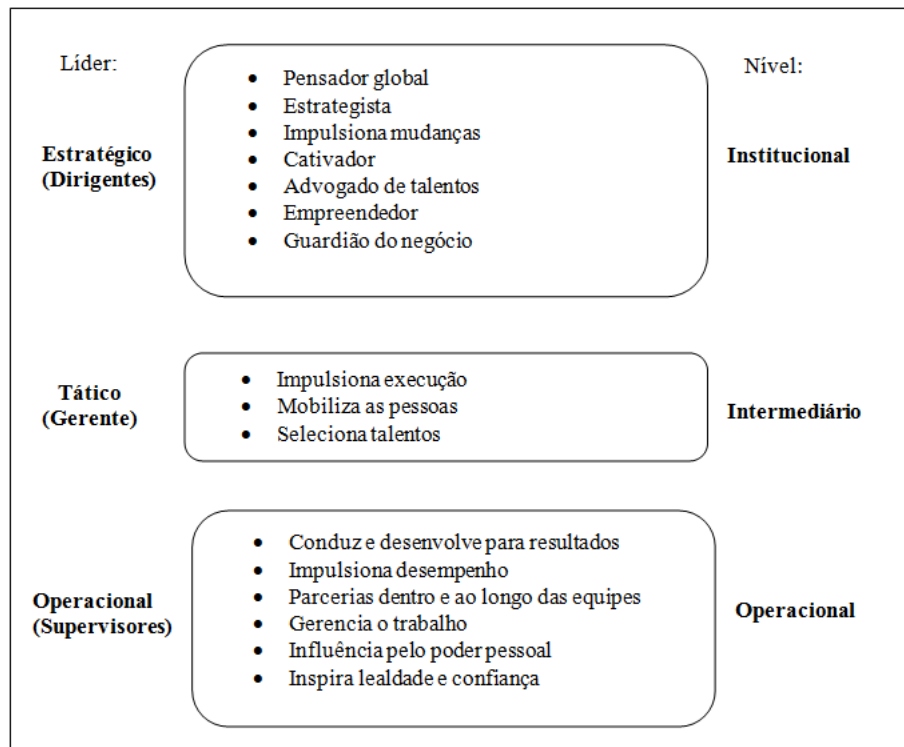 Líder:
Nível:
Estratégico
(Dirigentes)
• Pensador global
• Estrategista
• Impulsiona mudanças
• Cativador
• Advogado de talentos
• Empreendedor
• Guardião do negócio
Institucional
Tático
(Gerente)
• Impulsiona execução
• Mobiliza as pessoas
• Seleciona talentos
Intermediário
Operacional
(Supervisores)
• Conduz e desenvolve para resultados
• Impulsiona desempenho
• Parcerias dentro e ao longo das equipes
• Gerencia o trabalho
• Influência pelo poder pessoal
• Inspira lealdade e confiança
Operacional